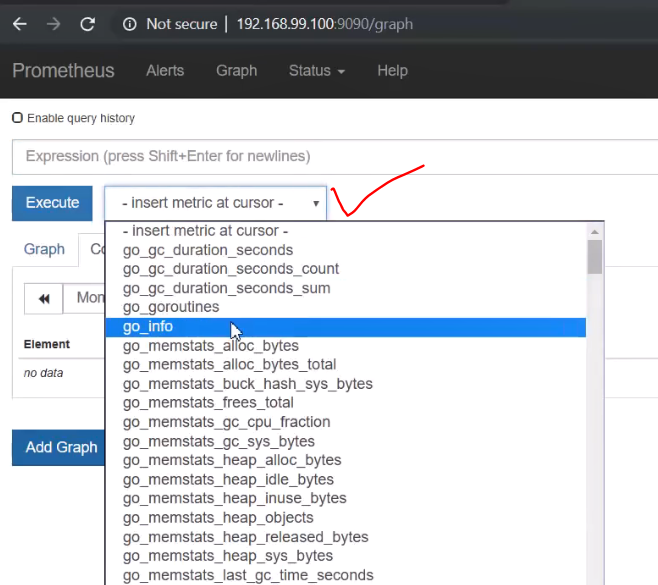 Not secure | 192.168.99.100:9090/graph
Prometheus Alerts Graph Status Help
Enable query history
Expression (press Shift+Enter for newlines)
Execute
- insert metric at cursor -
- insert metric at cursor -
go_gc_duration_seconds
go_gc_duration_seconds_count
go_gc_duration_seconds_sum
go_goroutines
go_info
go_memstats_alloc_bytes
go_memstats_alloc_bytes_total
go_memstats_buck_hash_sys_bytes
go_memstats_frees_total
go_memstats_gc_cpu_fraction
go_memstats_gc_sys_bytes
go_memstats_heap_alloc_bytes
go_memstats_heap_idle_bytes
go_memstats_heap_inuse_bytes
go_memstats_heap_objects
go_memstats_heap_released_bytes
go_memstats_heap_sys_bytes
go_memstats_last_gc_time_seconds
Graph Co
Mon
Element
no data
Add Graph